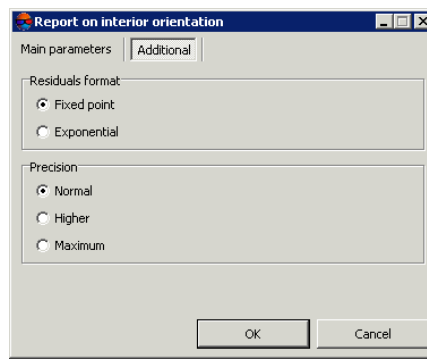 Report on interior orientation
Main parameters Additional
Residuals format
Fixed point
Exponential
Precision
Normal
Higher
Maximum
OK Cancel